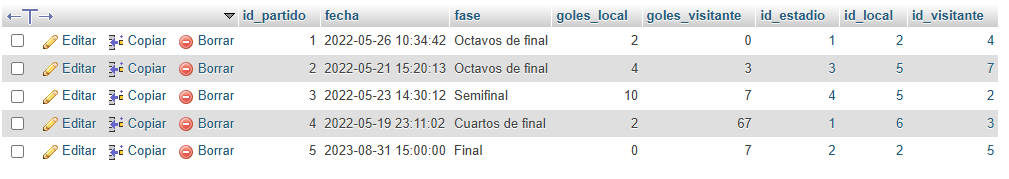 id_partido fecha fase goles_local goles_visitante id_estadio id_local id_visitante
Editar Copiar Borrar 1 2022-05-26 10:34:42 Octavos de final 2 0 1 2 4
Editar Copiar Borrar 2 2022-05-21 15:20:13 Octavos de final 4 3 3 5 7
Editar Copiar Borrar 3 2022-05-23 14:30:12 Semifinal 10 7 4 5 2
Editar Copiar Borrar 4 2022-05-19 23:11:02 Cuartos de final 2 67 1 6 3
Editar Copiar Borrar 5 2023-08-31 15:00:00 Final 0 7 2 2 5